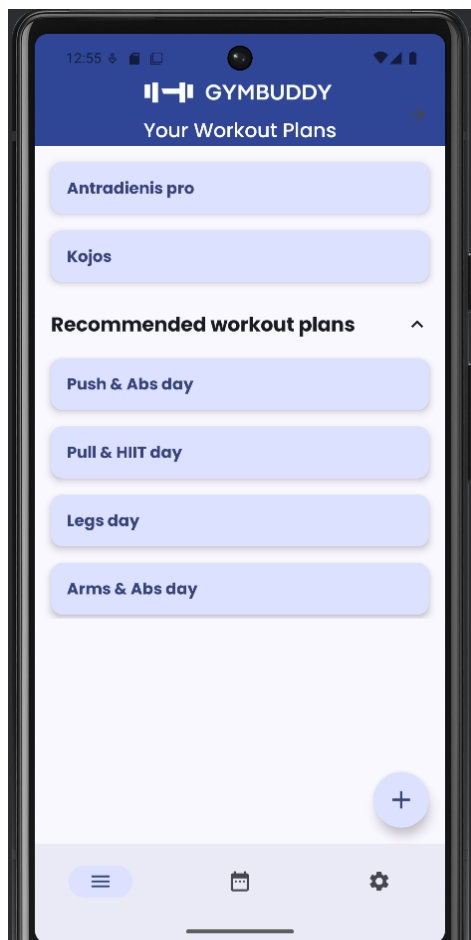 12:55
GYMBUDDY
Your Workout Plans
Antradienis pro
Kojos
Recommended workout plans
Push & Abs day
Pull & HIIT day
Legs day
Arms & Abs day